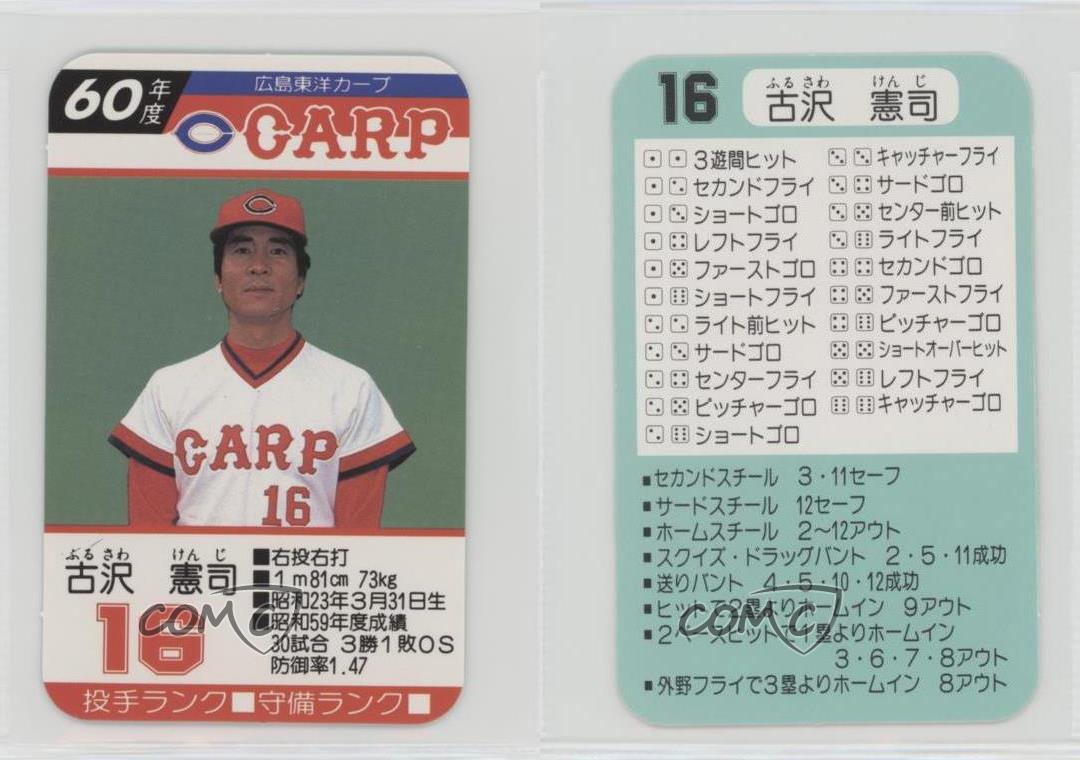 60年度
広島東洋カープ
CARP
CARP
16
ふるさわ けんじ
古沢 憲司
16
■右投右打
■1m81cm 73kg
■昭和23年3月31日生
■昭和59年度成績
30試合 3勝1敗0S
防御率1.47
投手ランク■守備ランク■
COMC
16
ふるさわ けんじ
古沢 憲司
⚀⚀3遊間ヒット
⚀⚁セカンドフライ
⚀⚂ショートゴロ
⚀⚃レフトフライ
⚀⚄ファーストゴロ
⚀⚅ショートフライ
⚁⚁ライト前ヒット
⚁⚂サードゴロ
⚁⚃センターフライ
⚁⚄ピッチャーゴロ
⚁⚅ショートゴロ
⚂⚂キャッチャーフライ
⚂⚃サードゴロ
⚂⚄センター前ヒット
⚂⚅ライトフライ
⚃⚃セカンドゴロ
⚃⚄ファーストフライ
⚃⚅ピッチャーゴロ
⚄⚄ショートオーバーヒット
⚄⚅レフトフライ
⚅⚅キャッチャーゴロ
■セカンドスチール 3・11セーフ
■サードスチール 12セーフ
■ホームスチール 2〜12アウト
■スクイズ・ドラッグバント 2・5・11成功
■送りバント 4・5・10・12成功
■ヒットで2塁よりホームイン 9アウト
■2ベースヒットで1塁よりホームイン
3・6・7・8アウト
■外野フライで3塁よりホームイン 8アウト
COMC